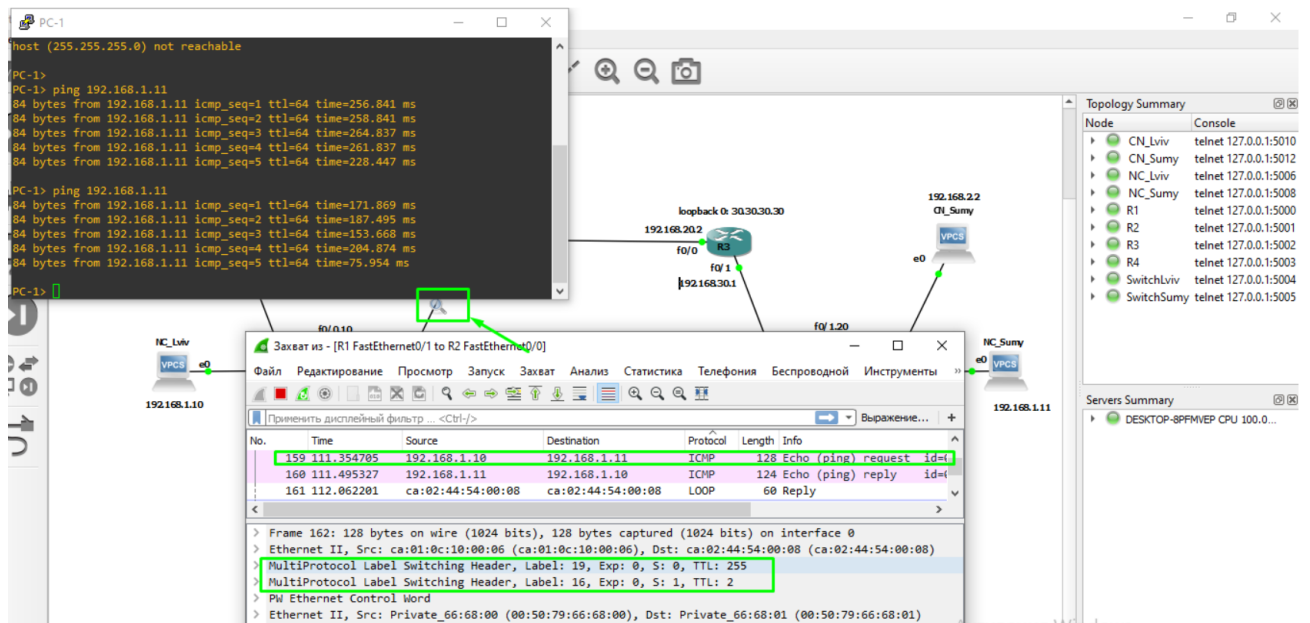 PC-1
host (255.255.255.0) not reachable
PC-1>
PC-1> ping 192.168.1.11
84 bytes from 192.168.1.11 icmp_seq=1 ttl=64 time=256.841 ms
84 bytes from 192.168.1.11 icmp_seq=2 ttl=64 time=258.841 ms
84 bytes from 192.168.1.11 icmp_seq=3 ttl=64 time=264.837 ms
84 bytes from 192.168.1.11 icmp_seq=4 ttl=64 time=261.837 ms
84 bytes from 192.168.1.11 icmp_seq=5 ttl=64 time=228.447 ms
PC-1> ping 192.168.1.11
84 bytes from 192.168.1.11 icmp_seq=1 ttl=64 time=171.869 ms
84 bytes from 192.168.1.11 icmp_seq=2 ttl=64 time=187.495 ms
84 bytes from 192.168.1.11 icmp_seq=3 ttl=64 time=153.668 ms
84 bytes from 192.168.1.11 icmp_seq=4 ttl=64 time=204.874 ms
84 bytes from 192.168.1.11 icmp_seq=5 ttl=64 time=75.954 ms
PC-1>
loopback 0: 30.30.30.30
192.168.20.2
f0/0
R3
f0/1
192.168.30.1
192.168.2.2
CN_Sumy
VPCS
e0
f0/0.10
f0/1.20
NC_Lviv
VPCS
e0
192.168.1.10
NC_Sumy
e0
VPCS
192.168.1.11
Захват из - [R1 FastEthernet0/1 to R2 FastEthernet0/0]
Файл Редактирование Просмотр Запуск Захват Анализ Статистика Телефония Беспроводной Инструменты »
Применить дисплейный фильтр ... <Ctrl-/>
Выражение... +
No. Time Source Destination Protocol Length Info
159 111.354705 192.168.1.10 192.168.1.11 ICMP 128 Echo (ping) request
160 111.495327 192.168.1.11 192.168.1.10 ICMP 124 Echo (ping) reply
161 112.062201 ca:02:44:54:00:08 ca:02:44:54:00:08 LOOP 60 Reply
> Frame 162: 128 bytes on wire (1024 bits), 128 bytes captured (1024 bits) on interface 0
> Ethernet II, Src: ca:01:0c:10:00:06 (ca:01:0c:10:00:06), Dst: ca:02:44:54:00:08 (ca:02:44:54:00:08)
> MultiProtocol Label Switching Header, Label: 19, Exp: 0, S: 0, TTL: 255
> MultiProtocol Label Switching Header, Label: 16, Exp: 0, S: 1, TTL: 2
> PW Ethernet Control Word
> Ethernet II, Src: Private_66:68:00 (00:50:79:66:68:00), Dst: Private_66:68:01 (00:50:79:66:68:01)
Topology Summary
Node Console
CN_Lviv telnet 127.0.0.1:5010
CN_Sumy telnet 127.0.0.1:5012
NC_Lviv telnet 127.0.0.1:5006
NC_Sumy telnet 127.0.0.1:5008
R1 telnet 127.0.0.1:5000
R2 telnet 127.0.0.1:5001
R3 telnet 127.0.0.1:5002
R4 telnet 127.0.0.1:5003
SwitchLviv telnet 127.0.0.1:5004
SwitchSumy telnet 127.0.0.1:5005
Servers Summary
DESKTOP-8PFMVEP CPU 100.0...